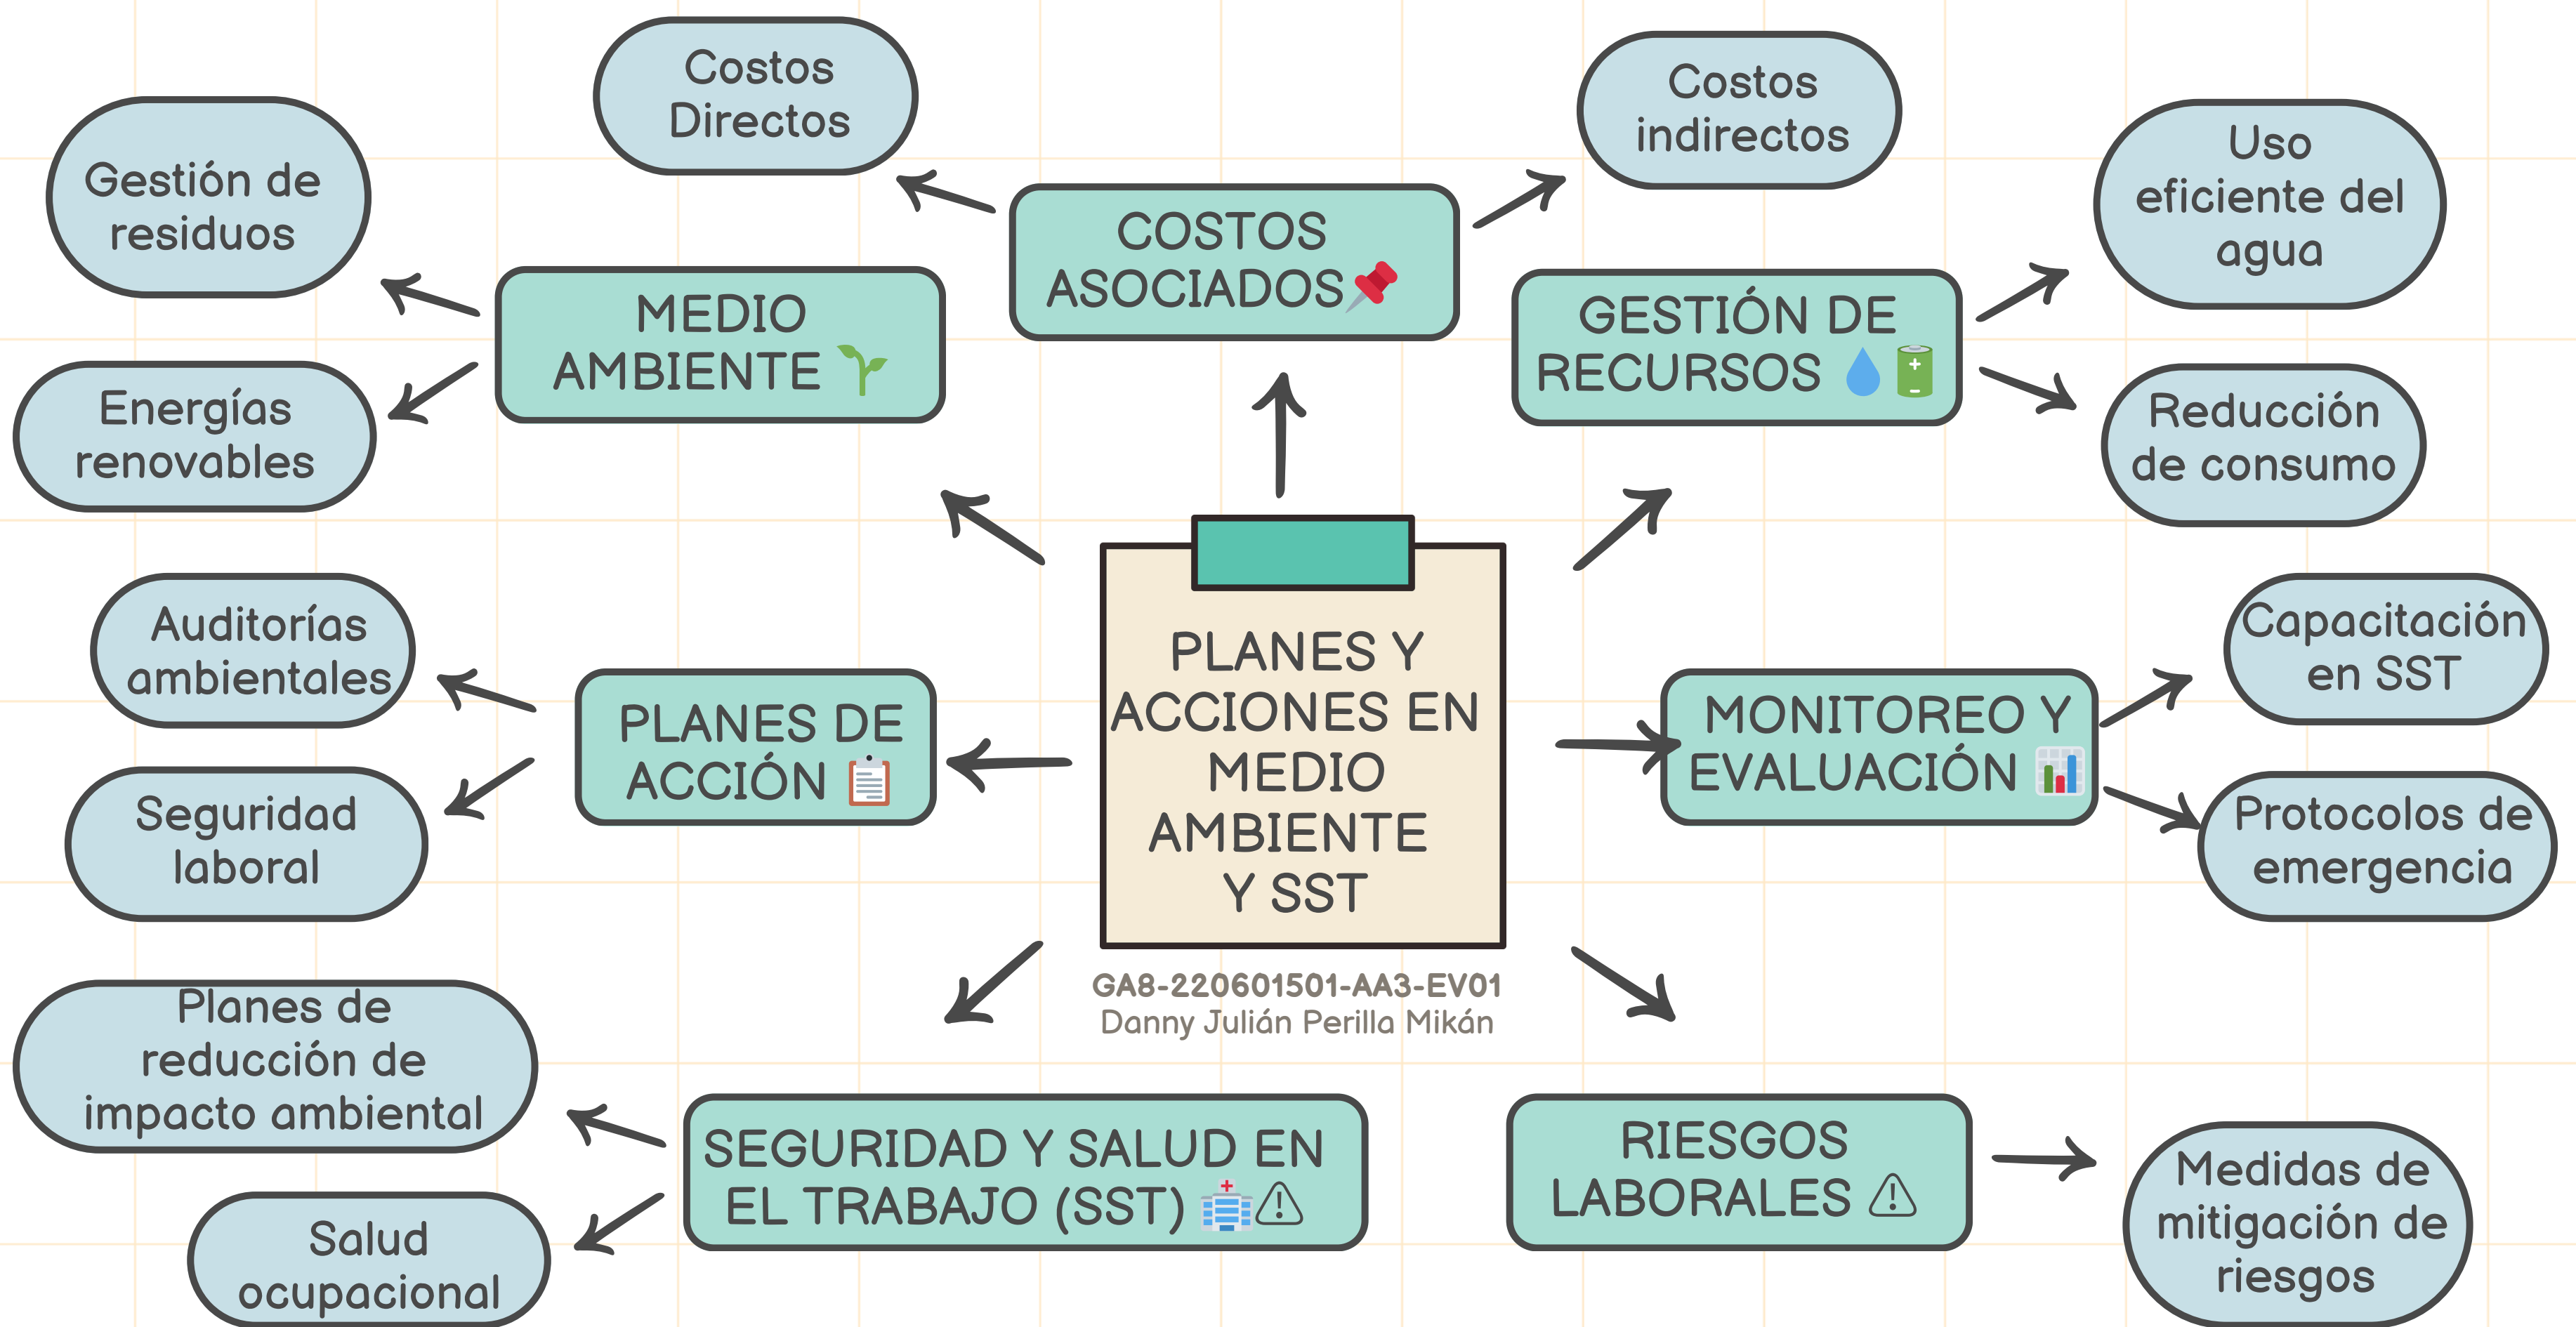 Costos
Directos
Costos
indirectos
Gestión de
residuos
Uso
eficiente del
agua
COSTOS
ASOCIADOS
MEDIO
AMBIENTE
GESTIÓN DE
RECURSOS
Energías
renovables
Reducción
de consumo
Auditorías
ambientales
Capacitación
en SST
PLANES Y
ACCIONES EN
MEDIO
AMBIENTE
Y SST
PLANES DE
ACCIÓN
MONITOREO Y
EVALUACIÓN
Seguridad
laboral
Protocolos de
emergencia
GA8-220601501-AA3-EV01
Danny Julián Perilla Mikán
Planes de
reducción de
impacto ambiental
SEGURIDAD Y SALUD EN
EL TRABAJO (SST)
RIESGOS
LABORALES
Medidas de
mitigación de
riesgos
Salud
ocupacional